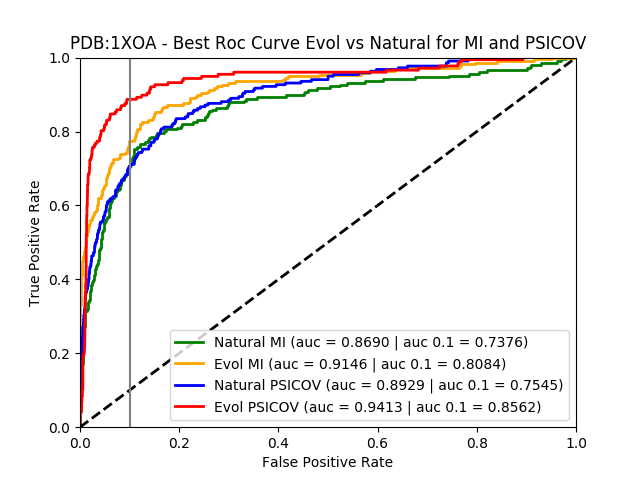 PDB:1XOA - Best Roc Curve Evol vs Natural for MI and PSICOV
True Positive Rate
1.0
0.8
0.6
0.4
0.2
0.0
Natural MI (auc = 0.8690 | auc 0.1 = 0.7376)
Evol MI (auc = 0.9146 | auc 0.1 = 0.8084)
Natural PSICOV (auc = 0.8929 | auc 0.1 = 0.7545)
Evol PSICOV (auc = 0.9413 | auc 0.1 = 0.8562)
0.0 0.2 0.4 0.6 0.8 1.0
False Positive Rate